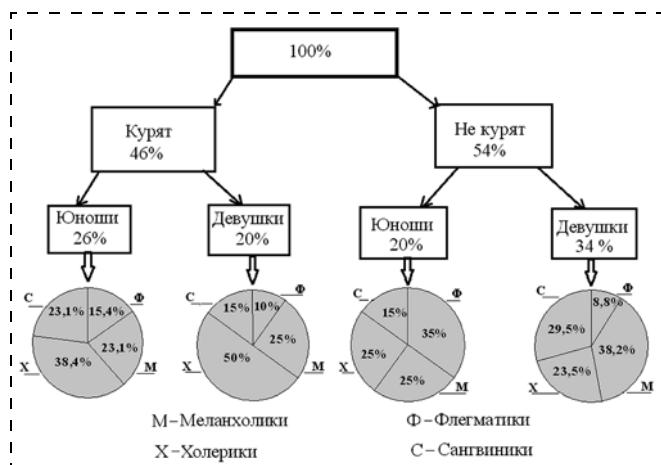 100%
Курят
46%
Не курят
54%
Юноши
26%
Девушки
20%
Юноши
20%
Девушки
34 %
С
Ф
23,1%
15,4%
38,4%
23,1%
Х
М
С
Ф
15%
10%
25%
50%
Х
М
С
Ф
15%
35%
25%
25%
Х
М
С
Ф
8,8%
29,5%
38,2%
23,5%
Х
М
М–Меланхолики
Ф–Флегматики
Х–Холерики
С–Сангвиники